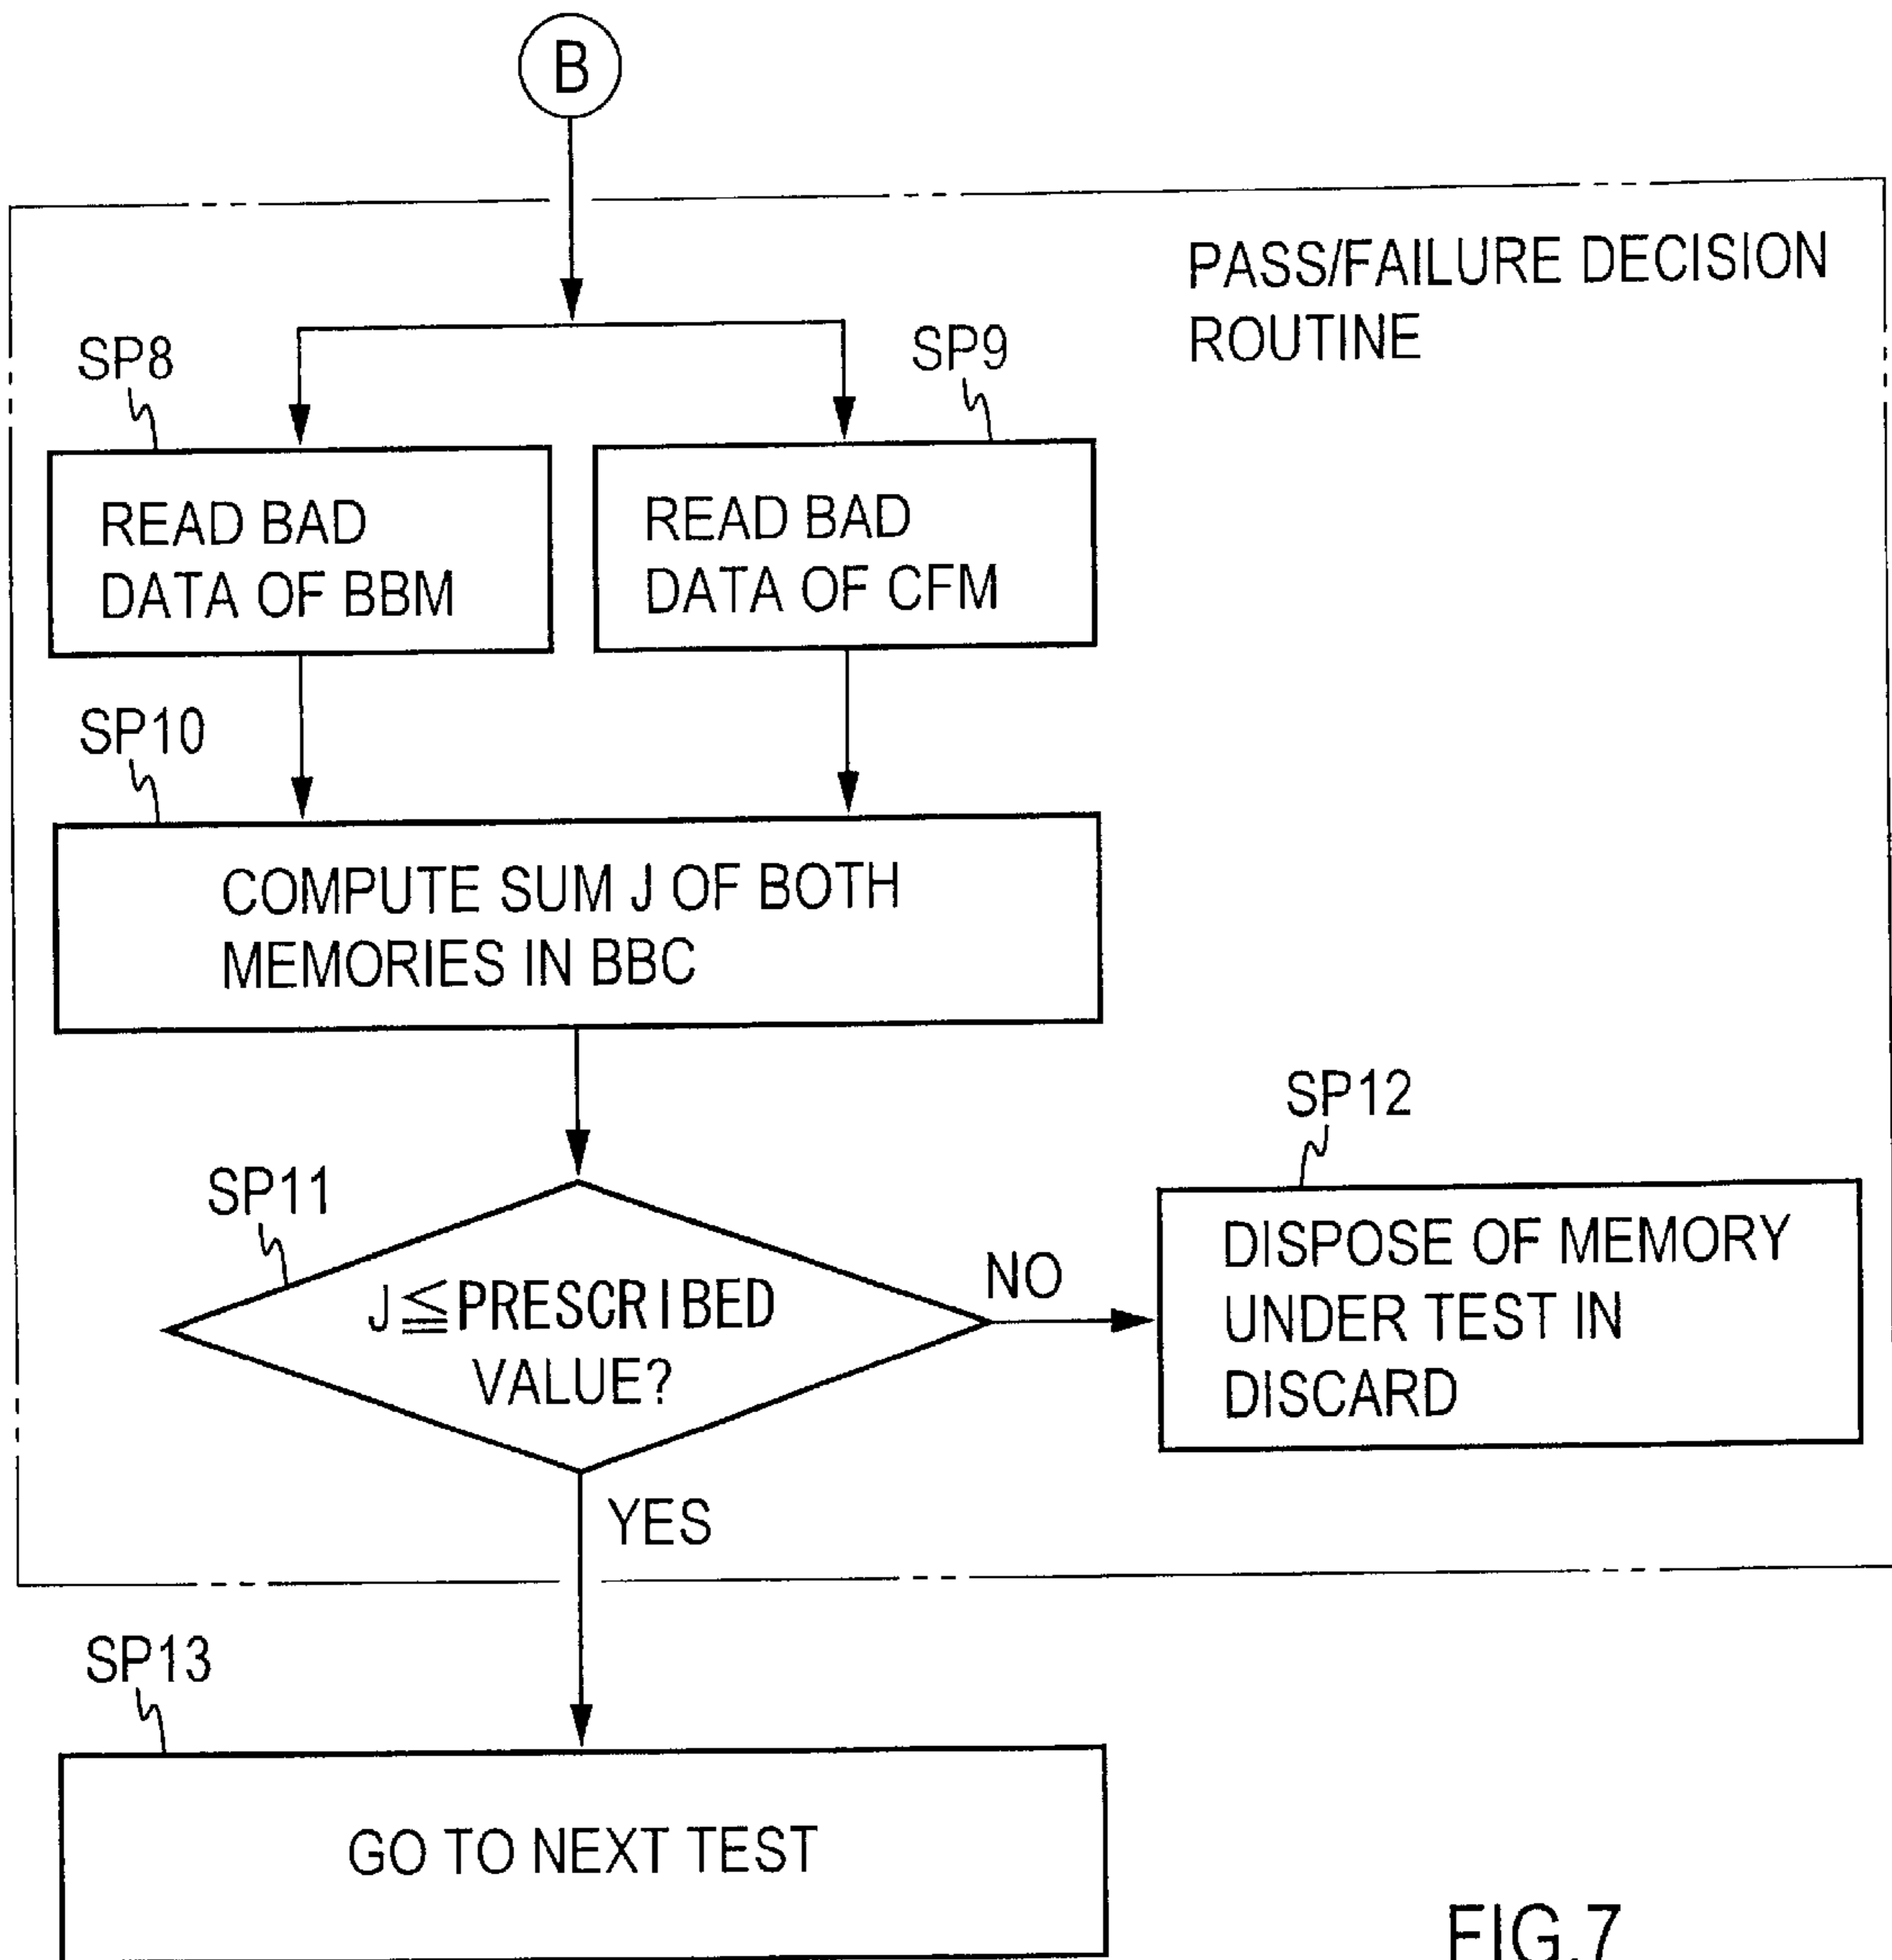 B
PASS/FAILURE DECISION
ROUTINE
SP8
SP9
READ BAD
DATA OF BBM
READ BAD
DATA OF CFM
SP10
COMPUTE SUM J OF BOTH
MEMORIES IN BBC
SP11
J≦PRESCRIBED
VALUE?
NO
SP12
DISPOSE OF MEMORY
UNDER TEST IN
DISCARD
YES
SP13
GO TO NEXT TEST
FIG.7